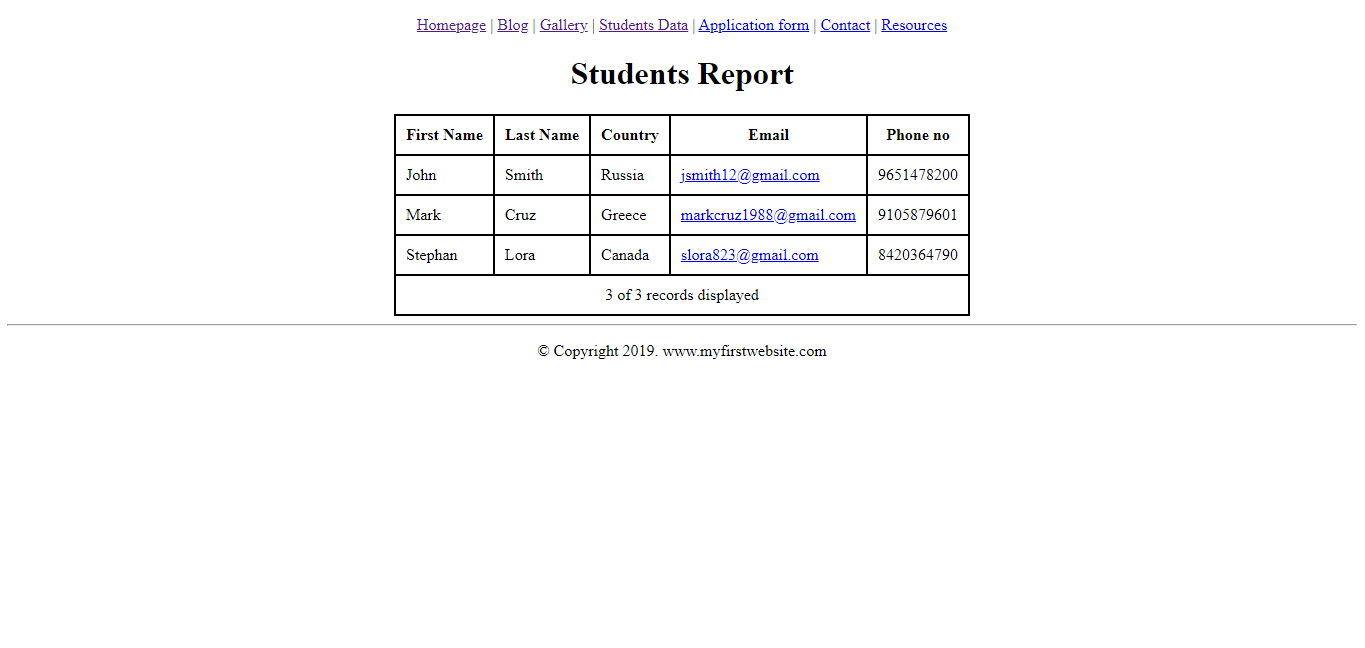 Homepage | Blog | Gallery | Students Data | Application form | Contact | Resources
Students Report
First Name Last Name Country Email Phone no
John Smith Russia jsmith12@gmail.com 9651478200
Mark Cruz Greece markcruz1988@gmail.com 9105879601
Stephan Lora Canada slora823@gmail.com 8420364790
3 of 3 records displayed
© Copyright 2019. www.myfirstwebsite.com